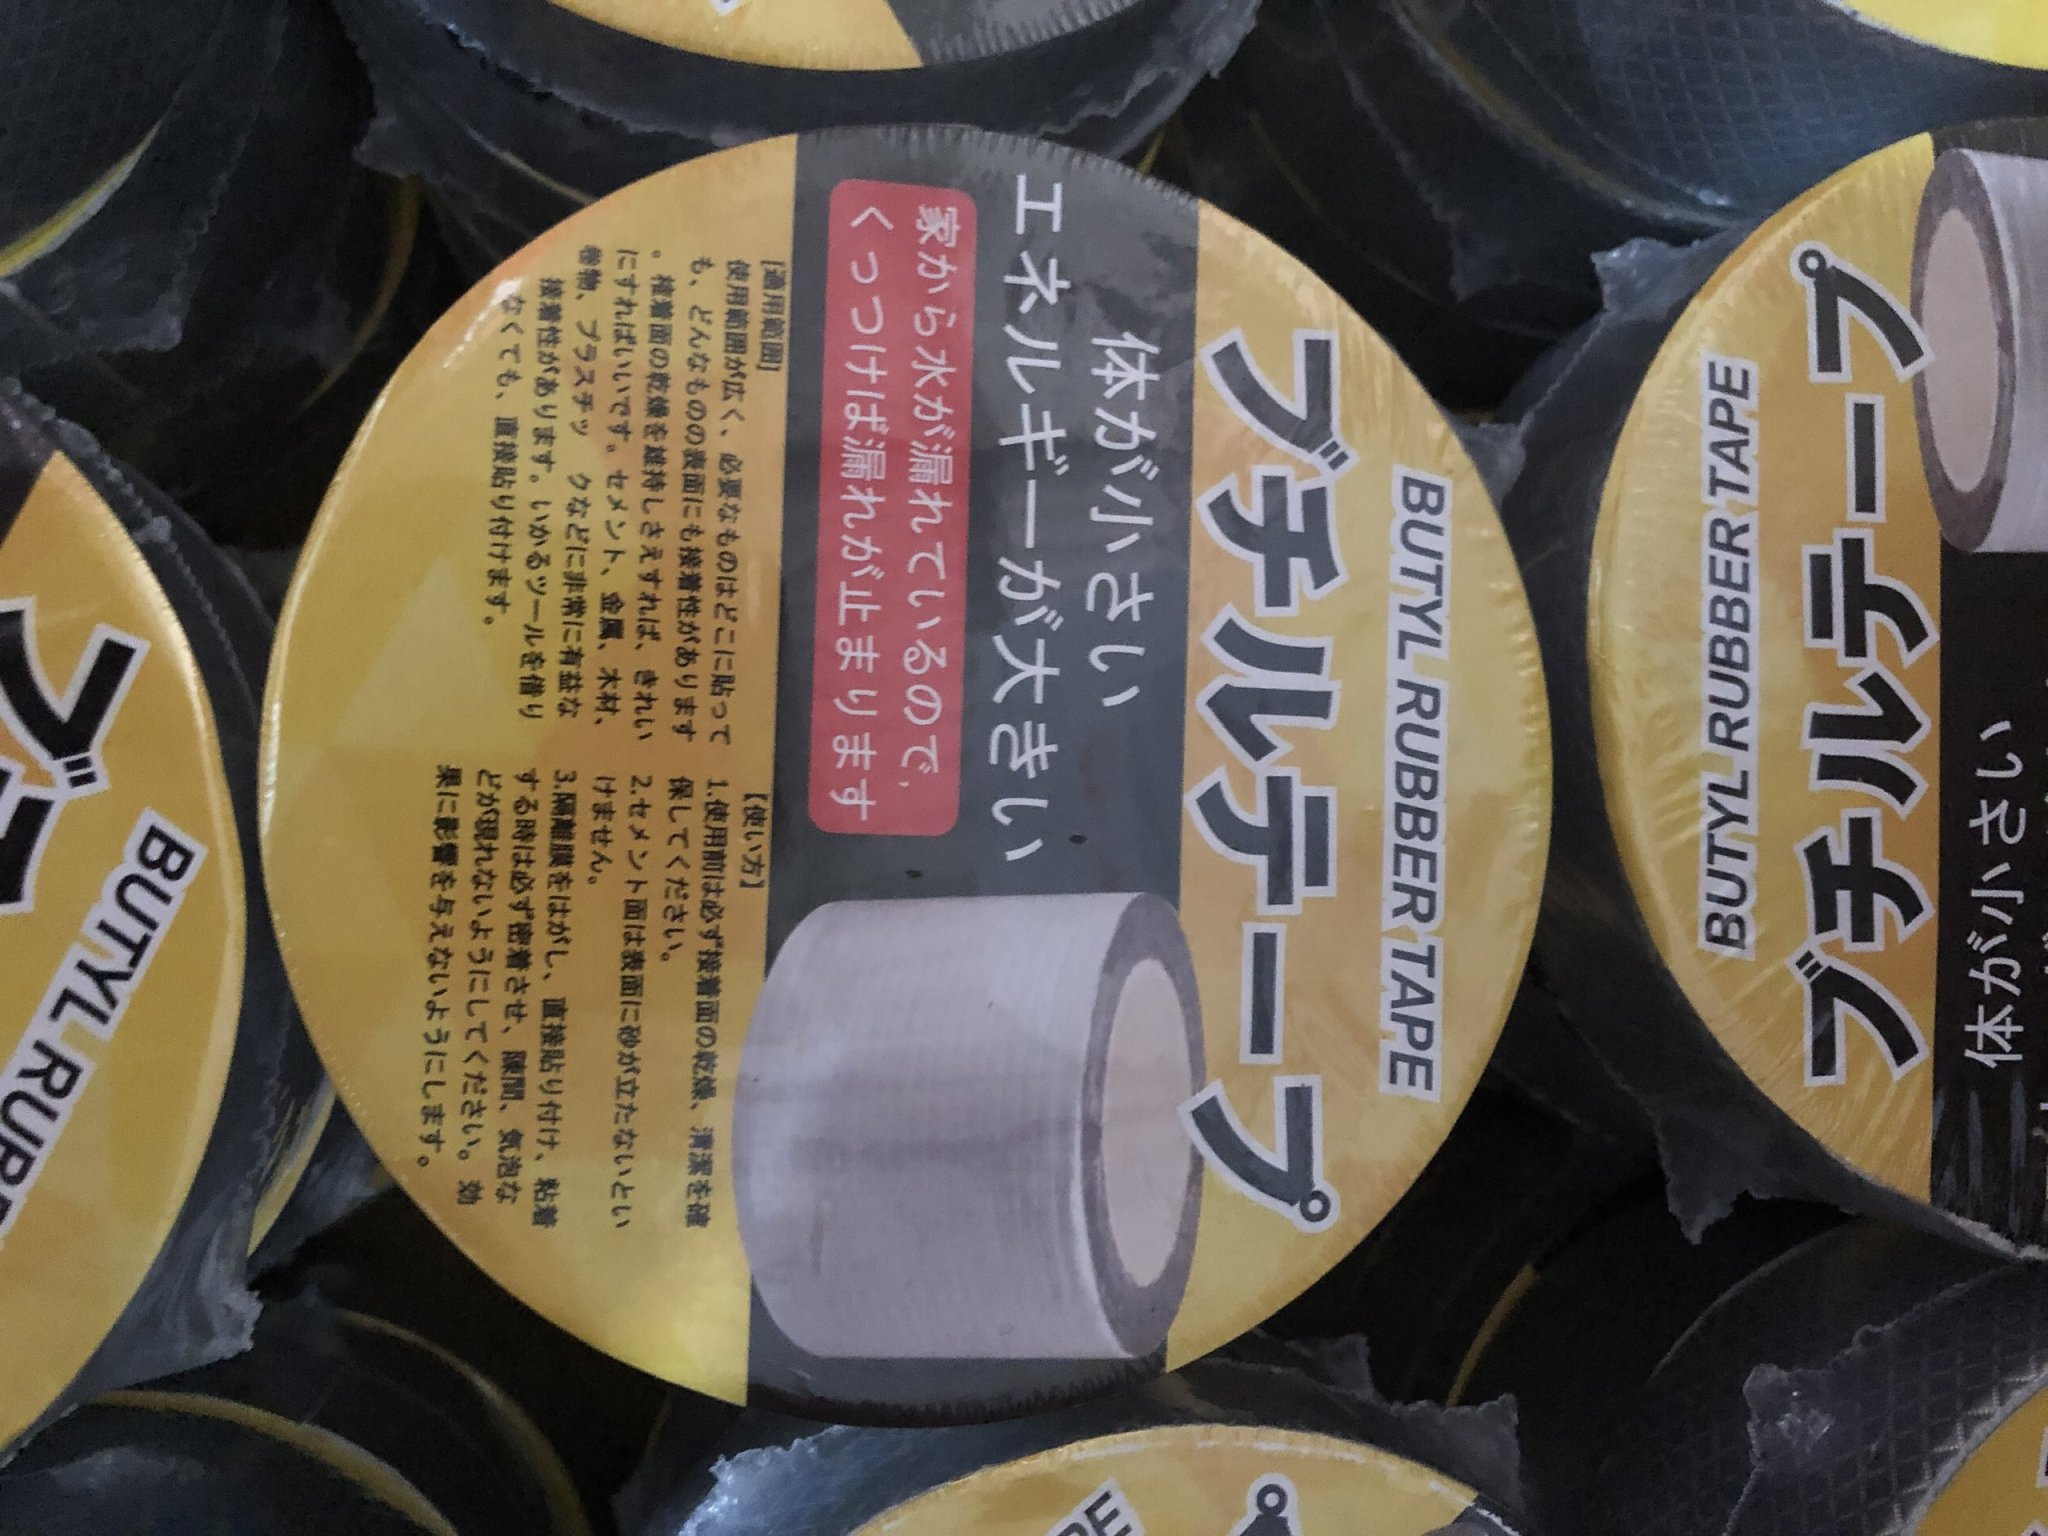 BUTYL RUBBER TAPE
ブチルテープ
体が小さい
エネルギーが大きい
家から水が漏れているので,
くっつければ漏れが止まります
[適用範囲]
使用範囲が広く、必要なものはどこに貼って
も、どんなものの表面にも接着性があります
。接着面の乾燥を維持しさえすれば、きれい
にすればいいです。セメント、金属、木材、
巻物、プラスチッ クなどに非常に有益な
接着性があります。いかるツールを借り
なくても、直接貼り付けます。
【使い方】
1.使用前は必ず接着面の乾燥、清潔を確
保してください。
2.セメント面は表面に砂が立たないとい
けません。
3.隔離膜をはがし、直接貼り付け、粘着
する時は必ず密着させ、隙間、気泡な
どが現れないようにしてください。効
果に影響を与えないようにします。
BUTYL RUBBER TAPE
ブチルテープ
体が小さい
BUTYL RUB